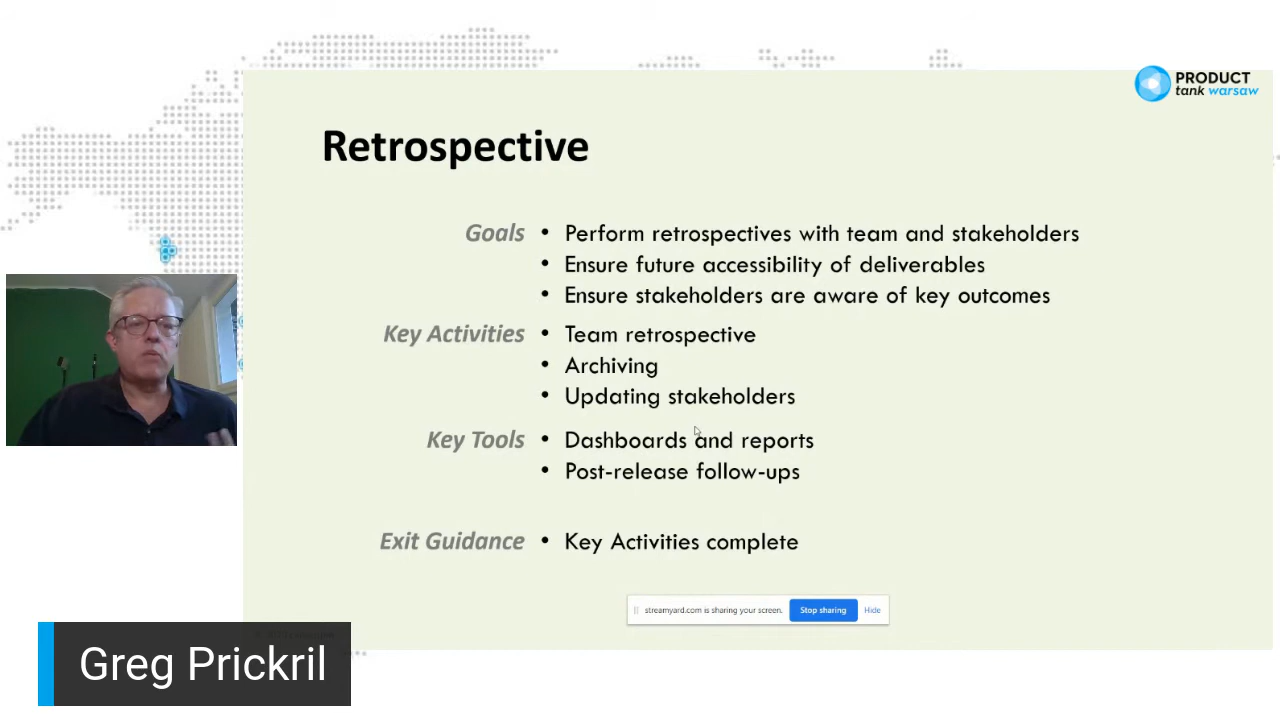 PRODUCT
tank warsaw
Retrospective
Goals • Perform retrospectives with team and stakeholders
• Ensure future accessibility of deliverables
• Ensure stakeholders are aware of key outcomes
Key Activities • Team retrospective
• Archiving
• Updating stakeholders
Key Tools • Dashboards and reports
• Post-release follow-ups
Exit Guidance • Key Activities complete
streamyard.com is sharing your screen. Stop sharing Hide
Greg Prickril